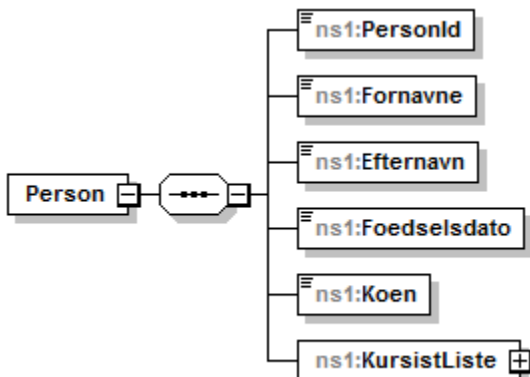 ns1:PersonId
ns1:Fornavne
ns1:Efternavn
Person
ns1:Foedselsdato
ns1:Koen
ns1:KursistListe